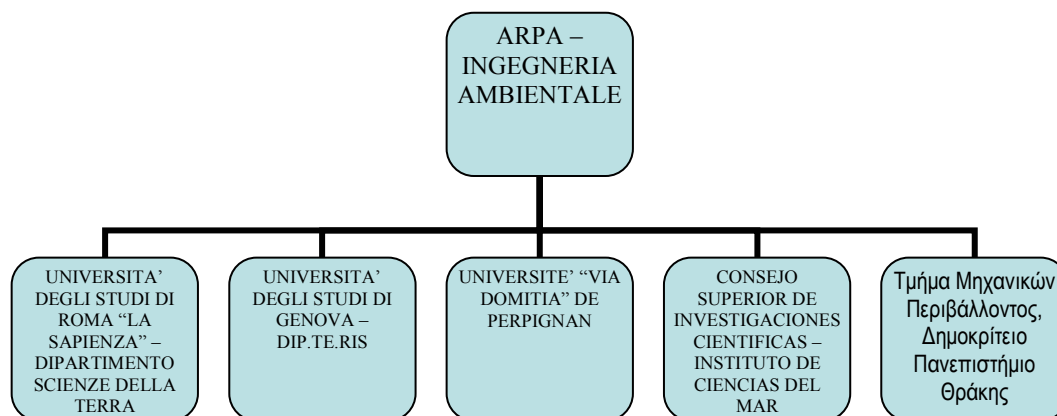 ARPA –
INGEGNERIA
AMBIENTALE
UNIVERSITA’
DEGLI STUDI DI
ROMA “LA
SAPIENZA” –
DIPARTIMENTO
SCIENZE DELLA
TERRA
UNIVERSITA’
DEGLI STUDI DI
GENOVA –
DIP.TE.RIS
UNIVERSITE’ “VIA
DOMITIA” DE
PERPIGNAN
CONSEJO
SUPERIOR DE
INVESTIGACIONES
CIENTIFICAS –
INSTITUTO DE
CIENCIAS DEL
MAR
Τμήμα Μηχανικών
Περιβάλλοντος,
Δημοκρίτειο
Πανεπιστήμιο
Θράκης